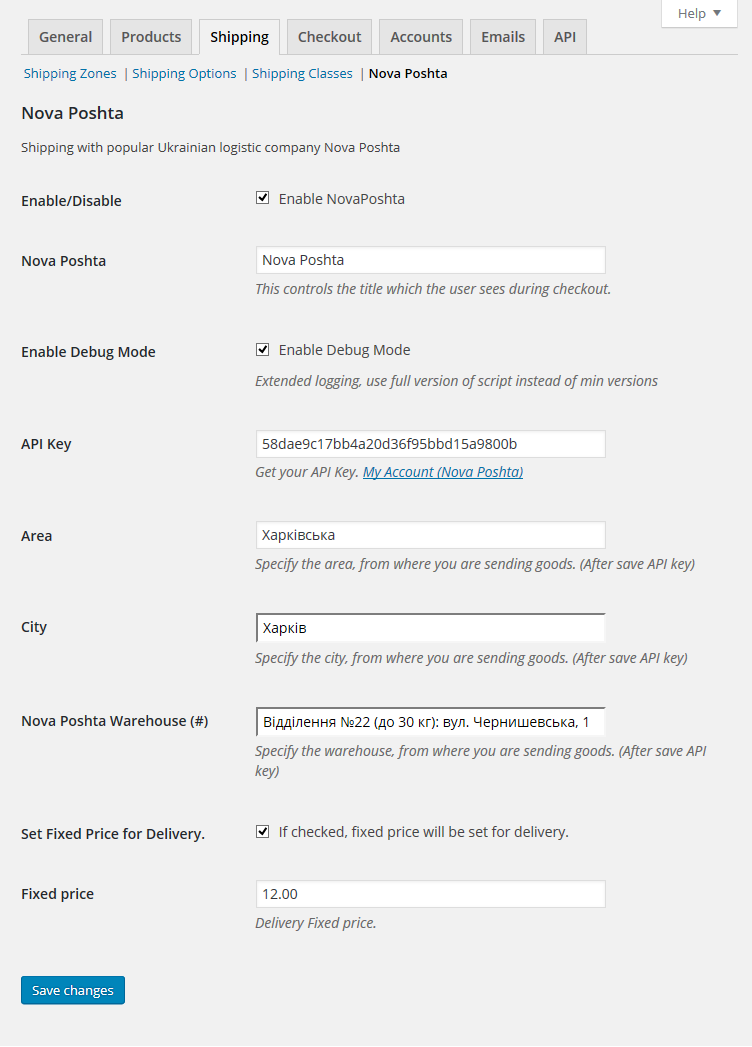 Help ▼
General Products Shipping Checkout Accounts Emails API
Shipping Zones | Shipping Options | Shipping Classes | Nova Poshta
Nova Poshta
Shipping with popular Ukrainian logistic company Nova Poshta
Enable/Disable Enable NovaPoshta
Nova Poshta Nova Poshta
This controls the title which the user sees during checkout.
Enable Debug Mode Enable Debug Mode
Extended logging, use full version of script instead of min versions
API Key 58dae9c17bb4a20d36f95bbd15a9800b
Get your API Key. My Account (Nova Poshta)
Area Харківська
Specify the area, from where you are sending goods. (After save API key)
City Харків
Specify the city, from where you are sending goods. (After save API key)
Nova Poshta Warehouse (#) Відділення №22 (до 30 кг): вул. Чернишевська, 1
Specify the warehouse, from where you are sending goods. (After save API
key)
Set Fixed Price for Delivery. If checked, fixed price will be set for delivery.
Fixed price 12.00
Delivery Fixed price.
Save changes